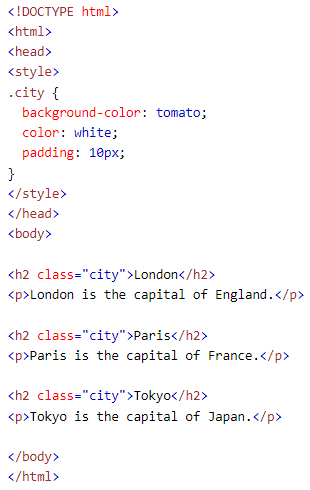 <!DOCTYPE html>
<html>
<head>
<style>
.city {
  background-color: tomato;
  color: white;
  padding: 10px;
}
</style>
</head>
<body>

<h2 class="city">London</h2>
<p>London is the capital of England.</p>

<h2 class="city">Paris</h2>
<p>Paris is the capital of France.</p>

<h2 class="city">Tokyo</h2>
<p>Tokyo is the capital of Japan.</p>

</body>
</html>